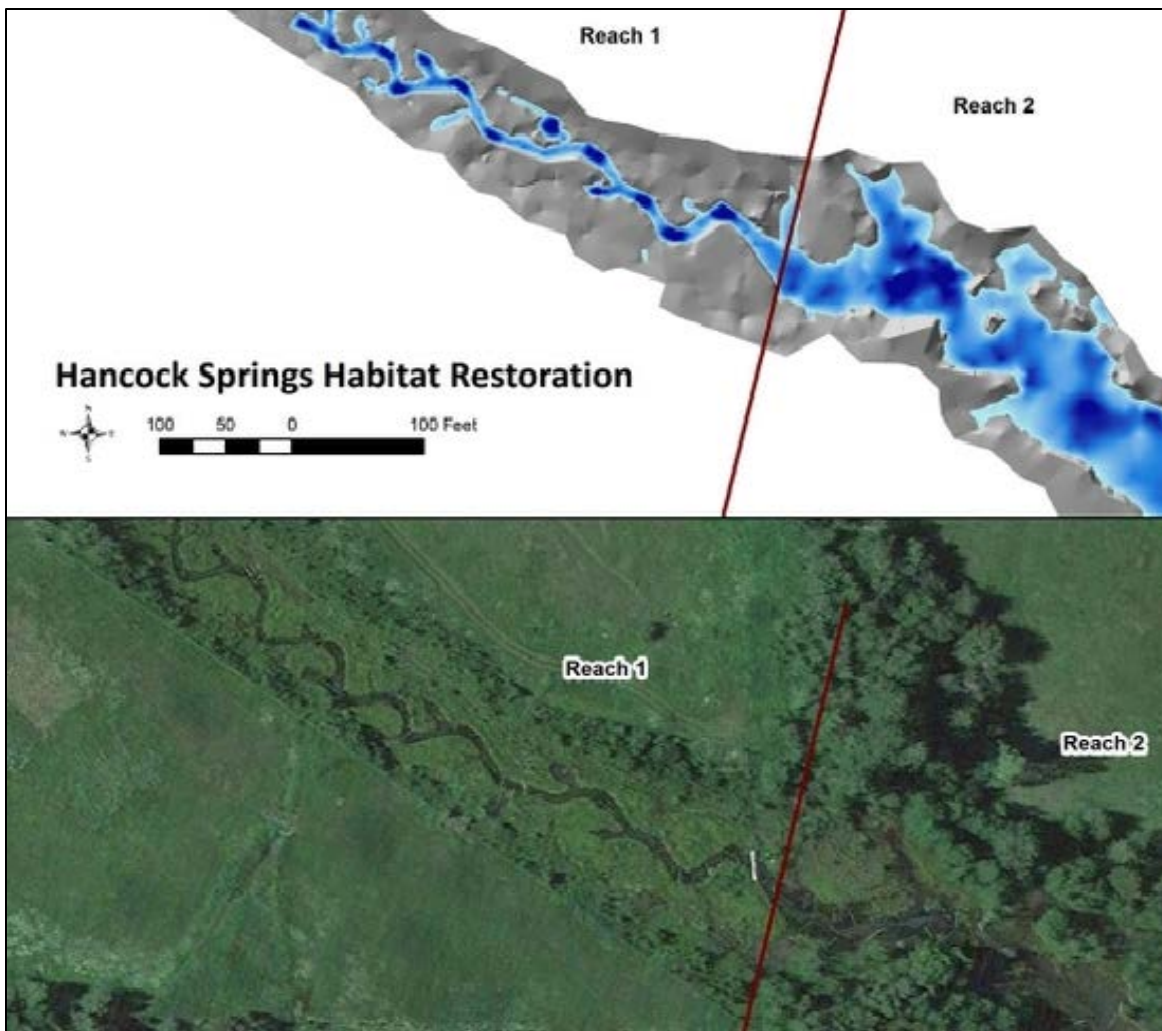 Reach 1
Reach 2
Hancock Springs Habitat Restoration
N
W E
S
100 50 0 100 Feet
Reach 1
Reach 2